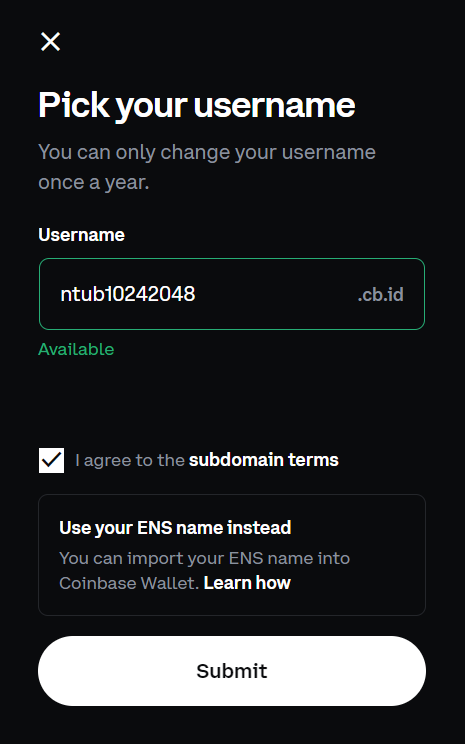 Pick your username
You can only change your username
once a year.
Username
ntub10242048 .cb.id
Available
I agree to the subdomain terms
Use your ENS name instead
You can import your ENS name into
Coinbase Wallet. Learn how
Submit